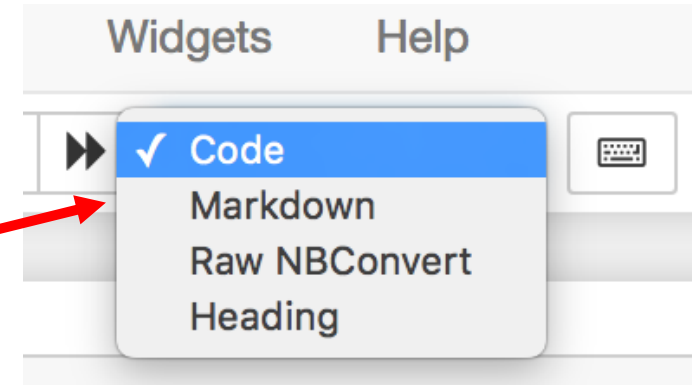 Widgets Help
✓ Code
Markdown
Raw NBConvert
Heading